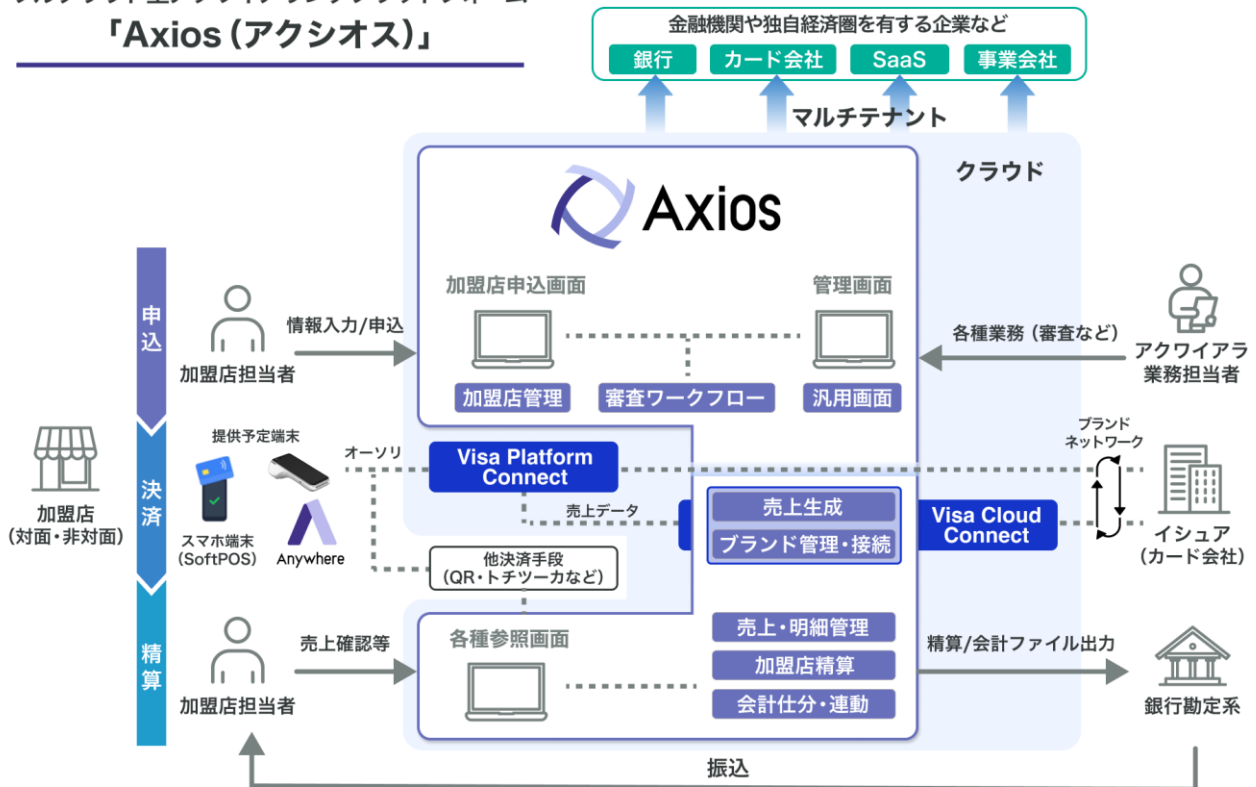 「Axios (アクシオス)」
金融機関や独自経済圏を有する企業など
銀行
カード会社
SaaS
事業会社
マルチテナント
クラウド
Axios
申込
加盟店担当者
情報入力/申込
加盟店申込画面
管理画面
加盟店管理
審査ワークフロー
汎用画面
各種業務 (審査など)
アクワイアラ
業務担当者
決済
加盟店
(対面・非対面)
提供予定端末
スマホ端末
(SoftPOS)
Anywhere
オーソリ
Visa Platform
Connect
売上データ
売上生成
ブランド管理・接続
Visa Cloud
Connect
ブランド
ネットワーク
イシュア
(カード会社)
他決済手段
(QR・トチツーカなど)
精算
加盟店担当者
売上確認等
各種参照画面
売上・明細管理
加盟店精算
会計仕分・連動
精算/会計ファイル出力
銀行勘定系
振込